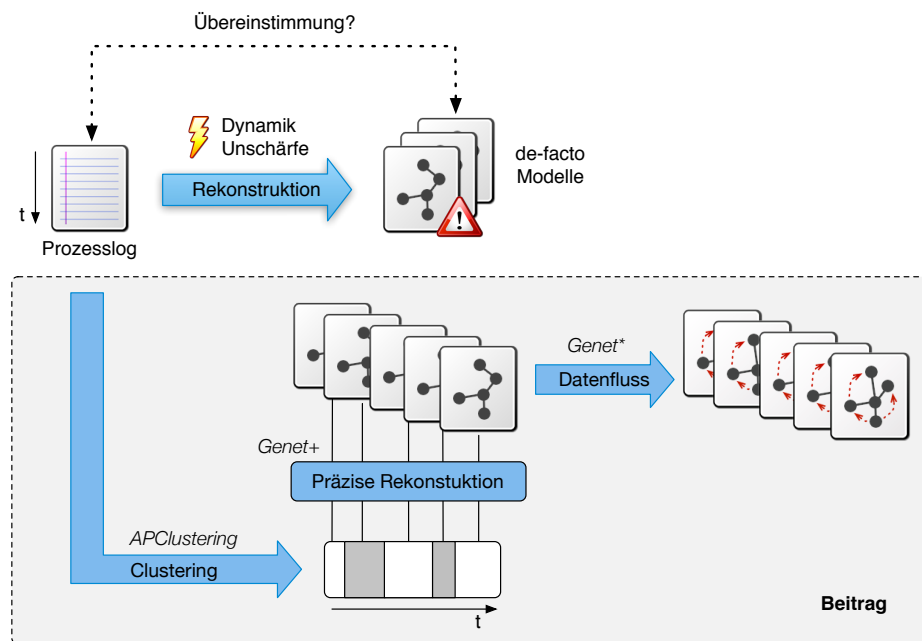 Übereinstimmung?
Dynamik
Unschärfe
Rekonstruktion
de-facto
Modelle
t
Prozesslog
Genet*
Datenfluss
Genet+
Präzise Rekonstuktion
APClustering
Clustering
t
Beitrag